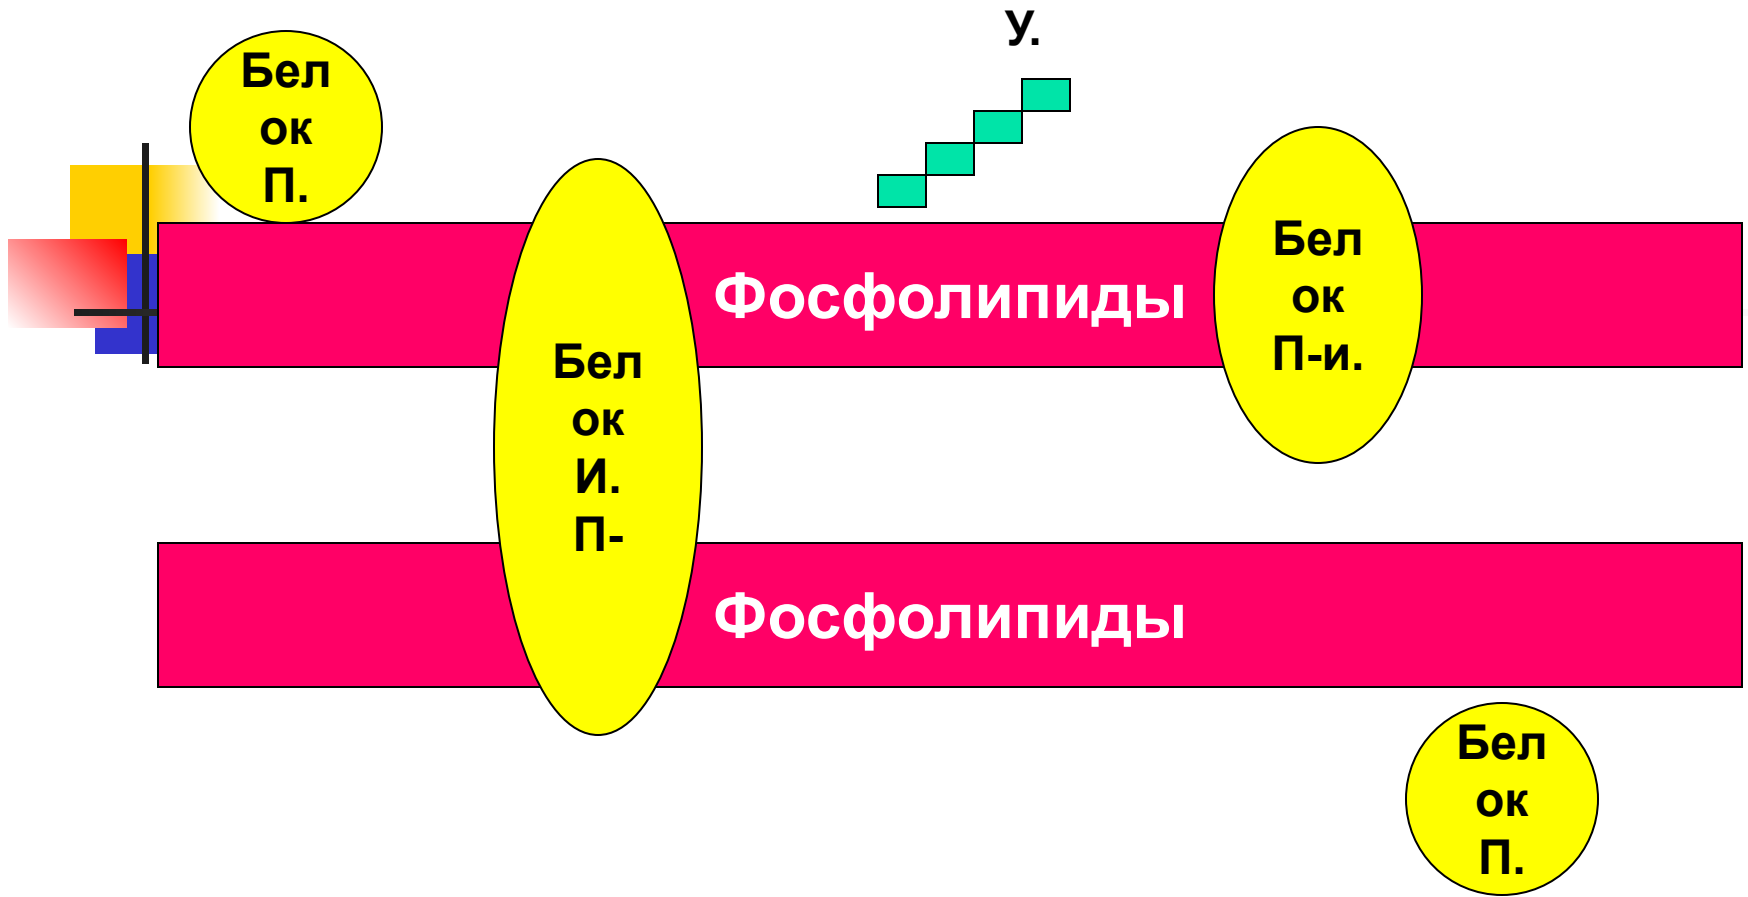 У.
Бел
ок
П.
Фосфолипиды
Бел
ок
П-и.
Бел
ок
И.
П-
Фосфолипиды
Бел
ок
П.